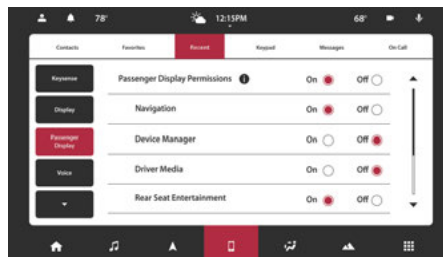 78°
12:15PM
68°
Contacts
Favorites
Recent
Keypad
Messages
On Call
Keysense
Passenger Display Permissions
On
Off
Display
Navigation
On
Off
Passenger
Display
Device Manager
On
Off
Voice
Driver Media
On
Off
Rear Seat Entertainment
On
Off